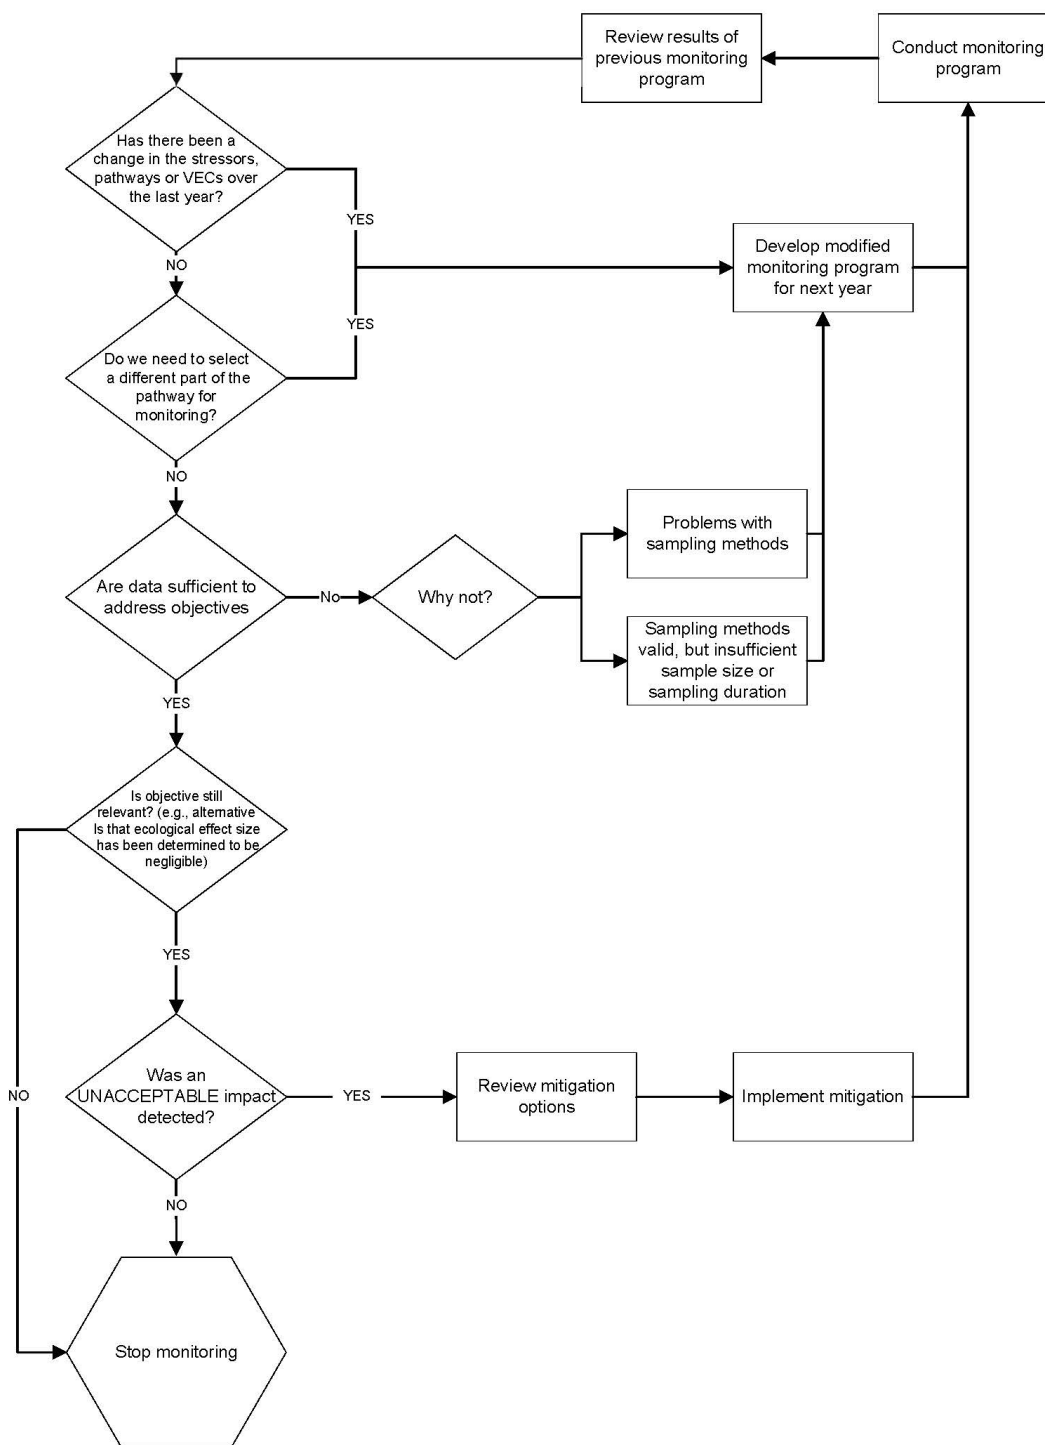 Review results of
previous monitoring
program
Conduct monitoring
program
Has there been a
change in the stressors,
pathways or VECs over
the last year?
YES
NO
Develop modified
monitoring program
for next year
YES
Do we need to select
a different part of the
pathway for
monitoring?
NO
Problems with
sampling methods
Are data sufficient to
address objectives
No
Why not?
Sampling methods
valid, but insufficient
sample size or
sampling duration
YES
Is objective still
relevant? (e.g., alternative
Is that ecological effect size
has been determined to be
negligible)
YES
NO
Was an
UNACCEPTABLE impact
detected?
YES
Review mitigation
options
Implement mitigation
NO
Stop monitoring